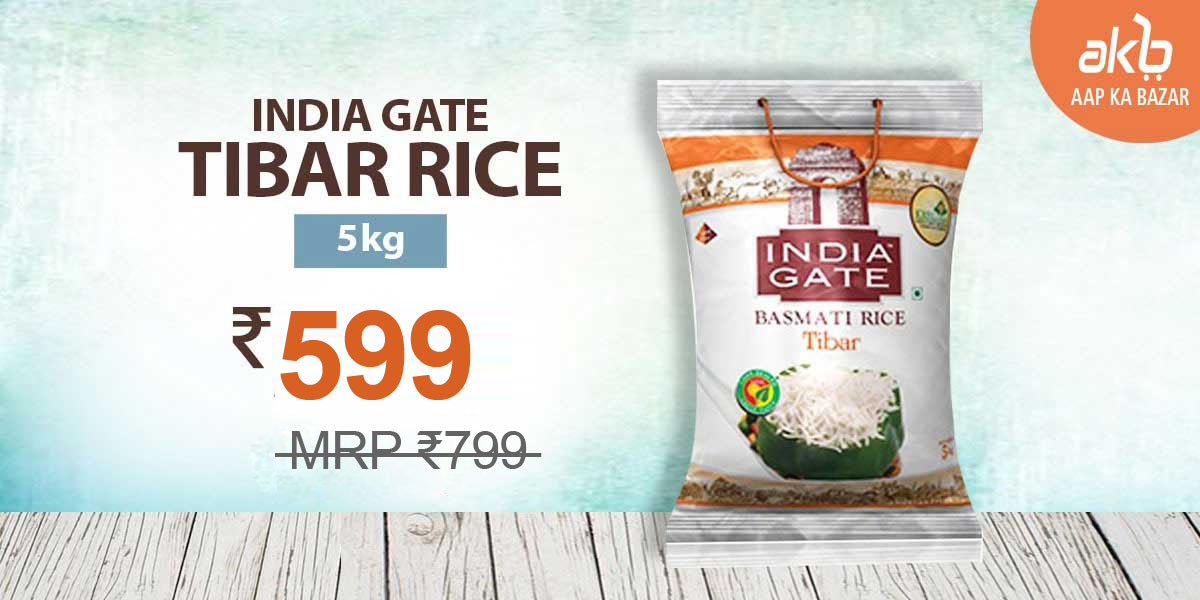 akb
AAP KA BAZAR
INDIA GATE
TIBAR RICE
5kg
₹599
MRP ₹799
INDIA
GATE
BASMATI RICE
Tibar